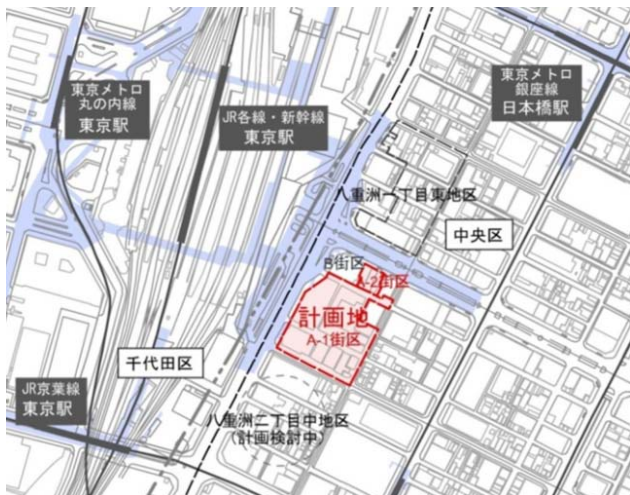 東京メトロ
丸の内線
東京駅
JR各線・新幹線
東京駅
東京メトロ
銀座線
日本橋駅
八重洲一丁目東地区
中央区
B街区
A-2街区
計画地
A-1街区
千代田区
JR京葉線
東京駅
八重洲二丁目中地区
(計画検討中)